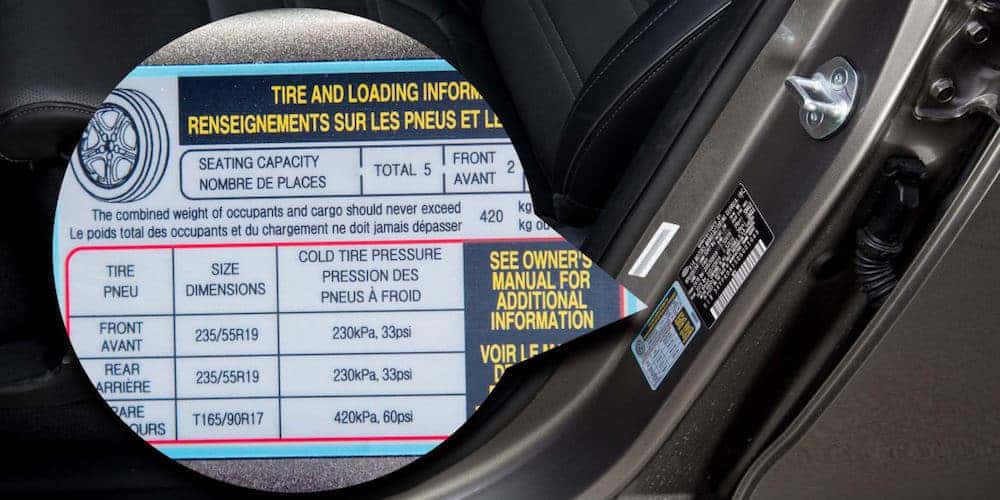 TIRE AND LOADING INFORM
RENSEIGNEMENTS SUR LES PNEUS ET LE
SEATING CAPACITY
NOMBRE DE PLACES
TOTAL 5
FRONT
AVANT 2
The combined weight of occupants and cargo should never exceed
Le poids total des occupants et du chargement ne doit jamais dépasser
420
kg
kg ou
TIRE
PNEU
SIZE
DIMENSIONS
COLD TIRE PRESSURE
PRESSION DES
PNEUS À FROID
SEE OWNER'S
MANUAL FOR
ADDITIONAL
INFORMATION
FRONT
AVANT
235/55R19
230kPa, 33psi
VOIR LE M
REAR
ARRIÈRE
235/55R19
230kPa, 33psi
ARE
OURS
T165/90R17
420kPa, 60psi